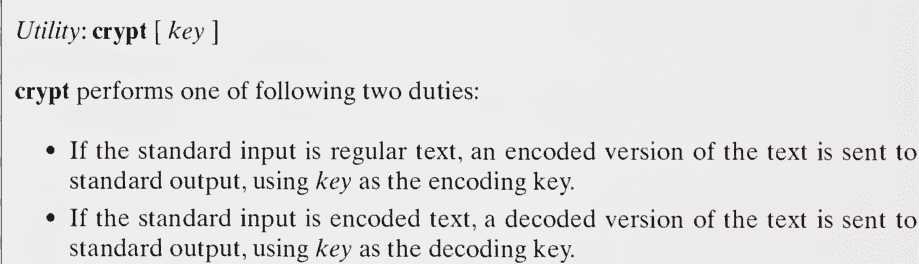 Utility: crypt [ key ]
crypt performs one of following two duties:
• If the standard input is regular text, an encoded version of the text is sent to
standard output, using key as the encoding key.
• If the standard input is encoded text, a decoded version of the text is sent to
standard output, using key as the decoding key.